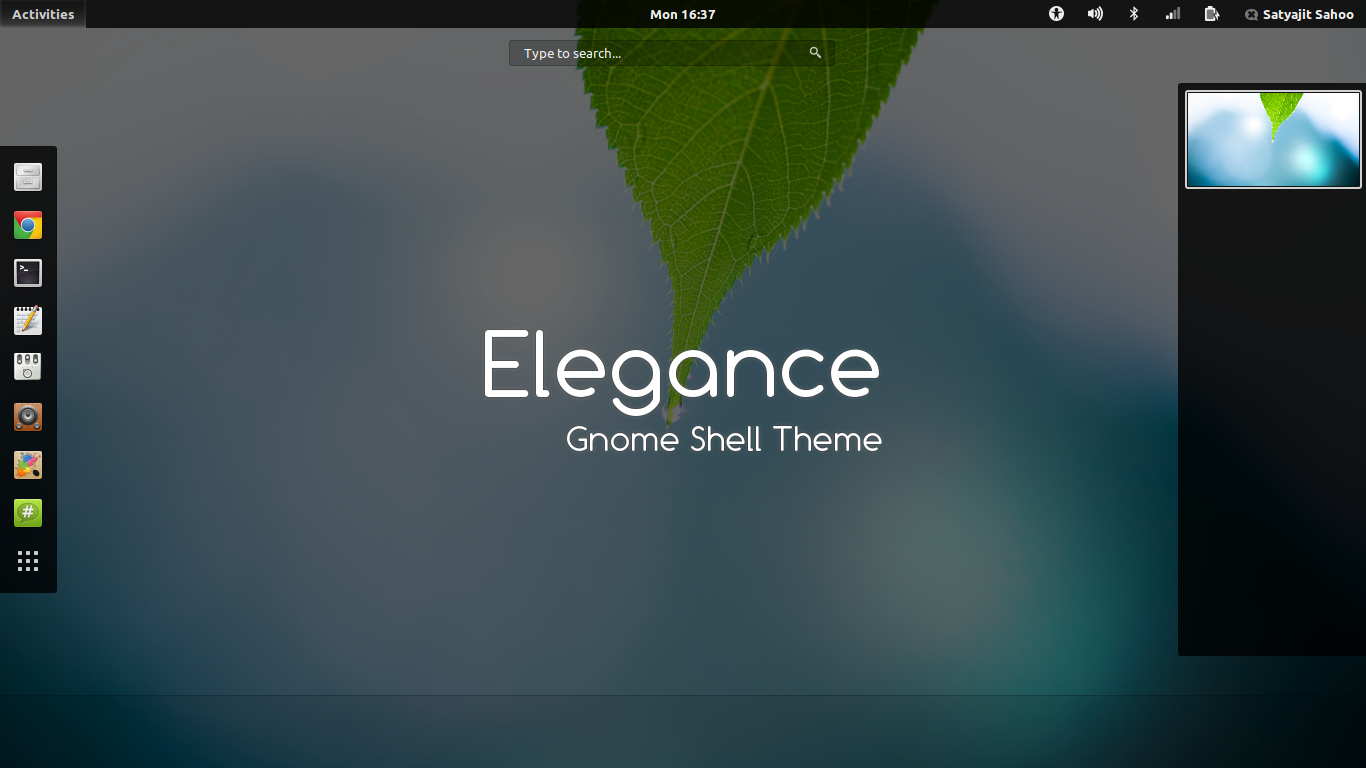 Activities
Mon 16:37
Satyajit Sahoo
Type to search...
>_
#
Elegance
Gnome Shell Theme